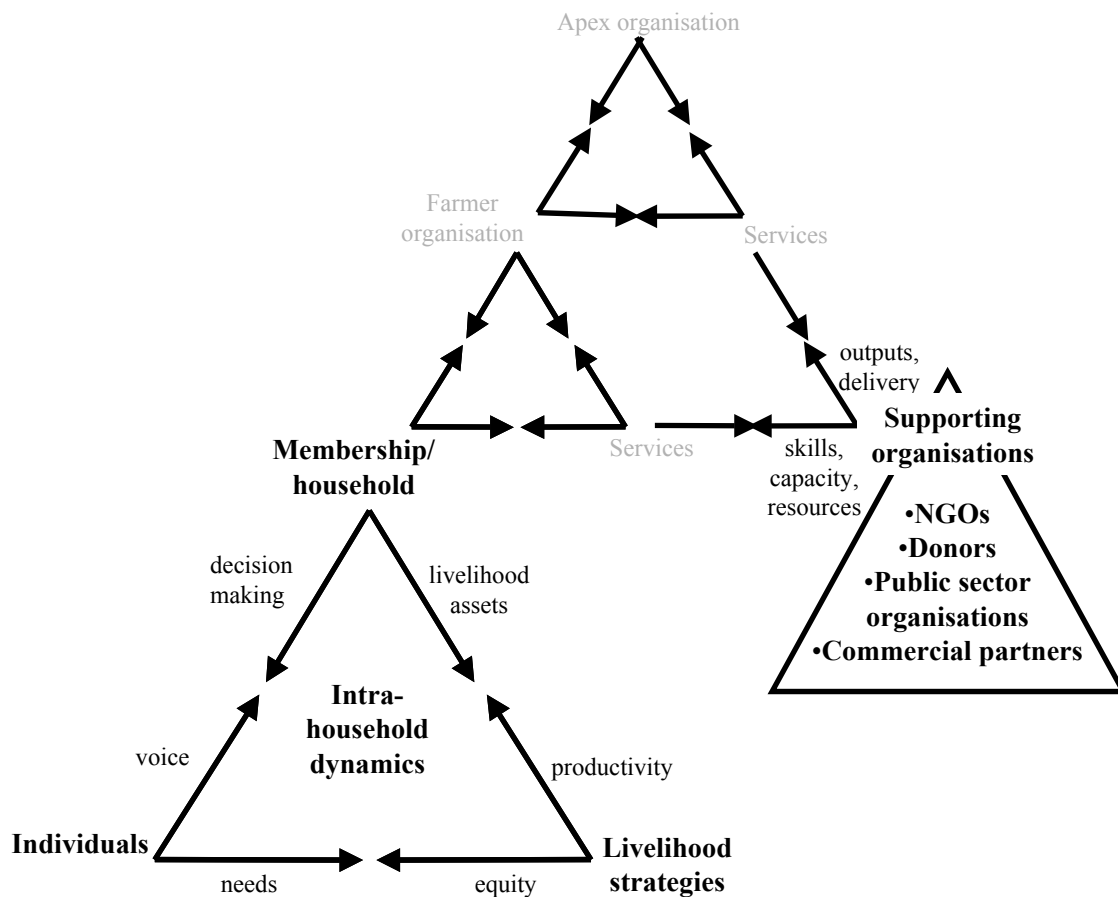 Apex organisation
Farmer
organisation
Services
outputs,
delivery
Supporting
organisations
Membership/
household
Services
skills,
capacity,
resources
•NGOs
•Donors
•Public sector
organisations
•Commercial partners
decision
making
livelihood
assets
Intra-
household
dynamics
voice
productivity
Individuals
Livelihood
strategies
needs
equity